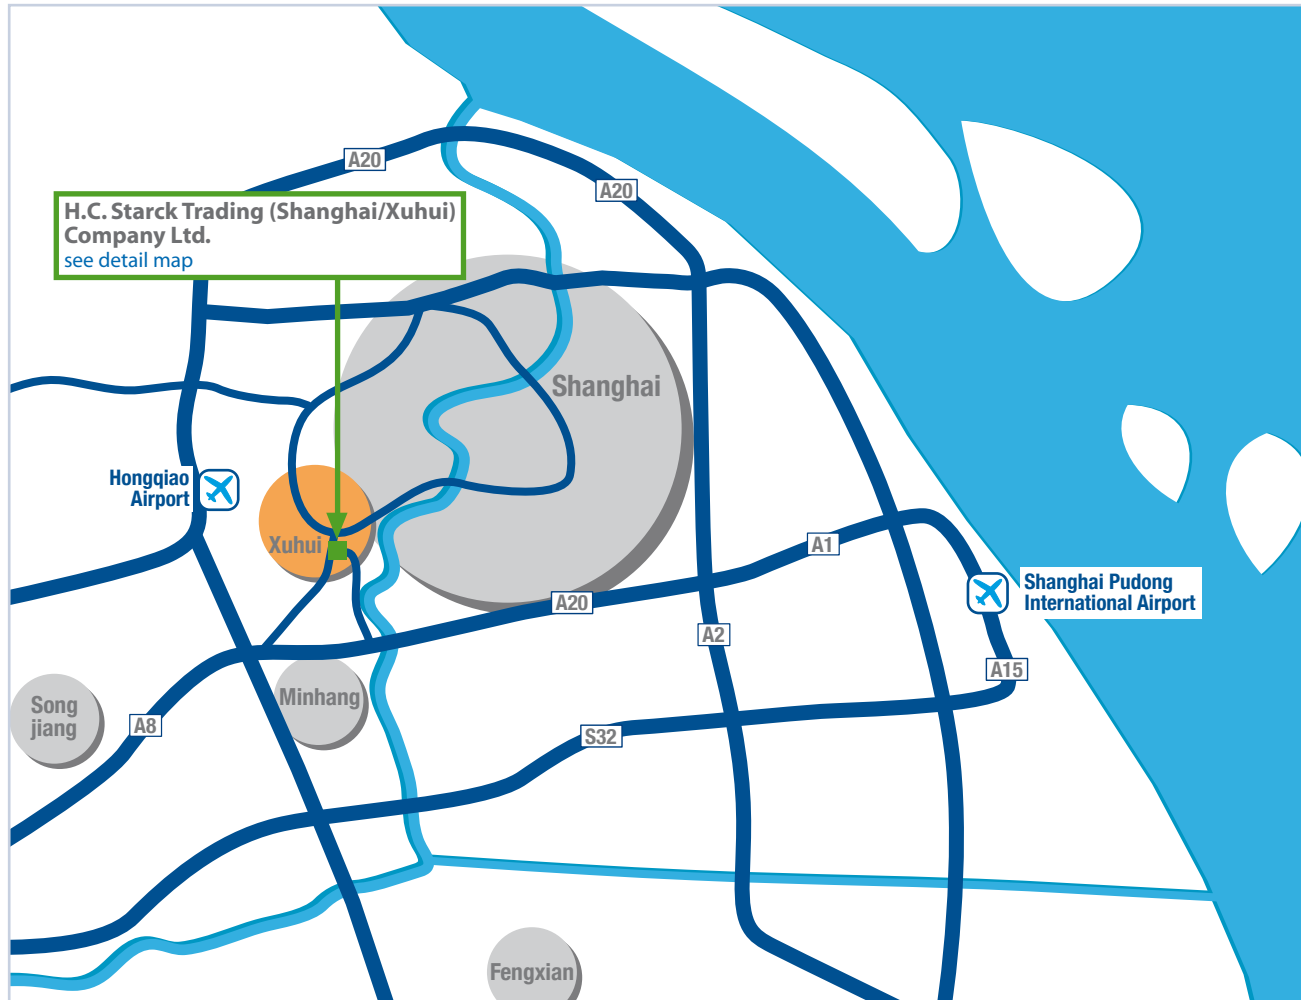 A20
A20
H.C. Starck Trading (Shanghai/Xuhui)
Company Ltd.
see detail map
Shanghai
Hongqiao
Airport
Xuhui
A1
Shanghai Pudong
International Airport
A20
A2
A15
Minhang
Song
jiang
A8
S32
Fengxian